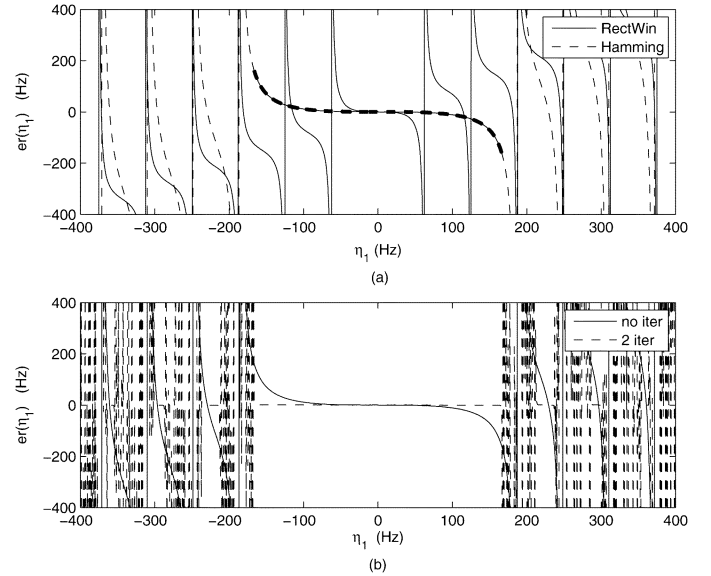 400
200
0
−200
−400
er(η₁) (Hz)
RectWin
Hamming
−400 −300 −200 −100 0 100 200 300 400
η₁ (Hz)
(a)
400
200
0
−200
−400
er(η₁) (Hz)
no iter
2 iter
−400 −300 −200 −100 0 100 200 300 400
η₁ (Hz)
(b)